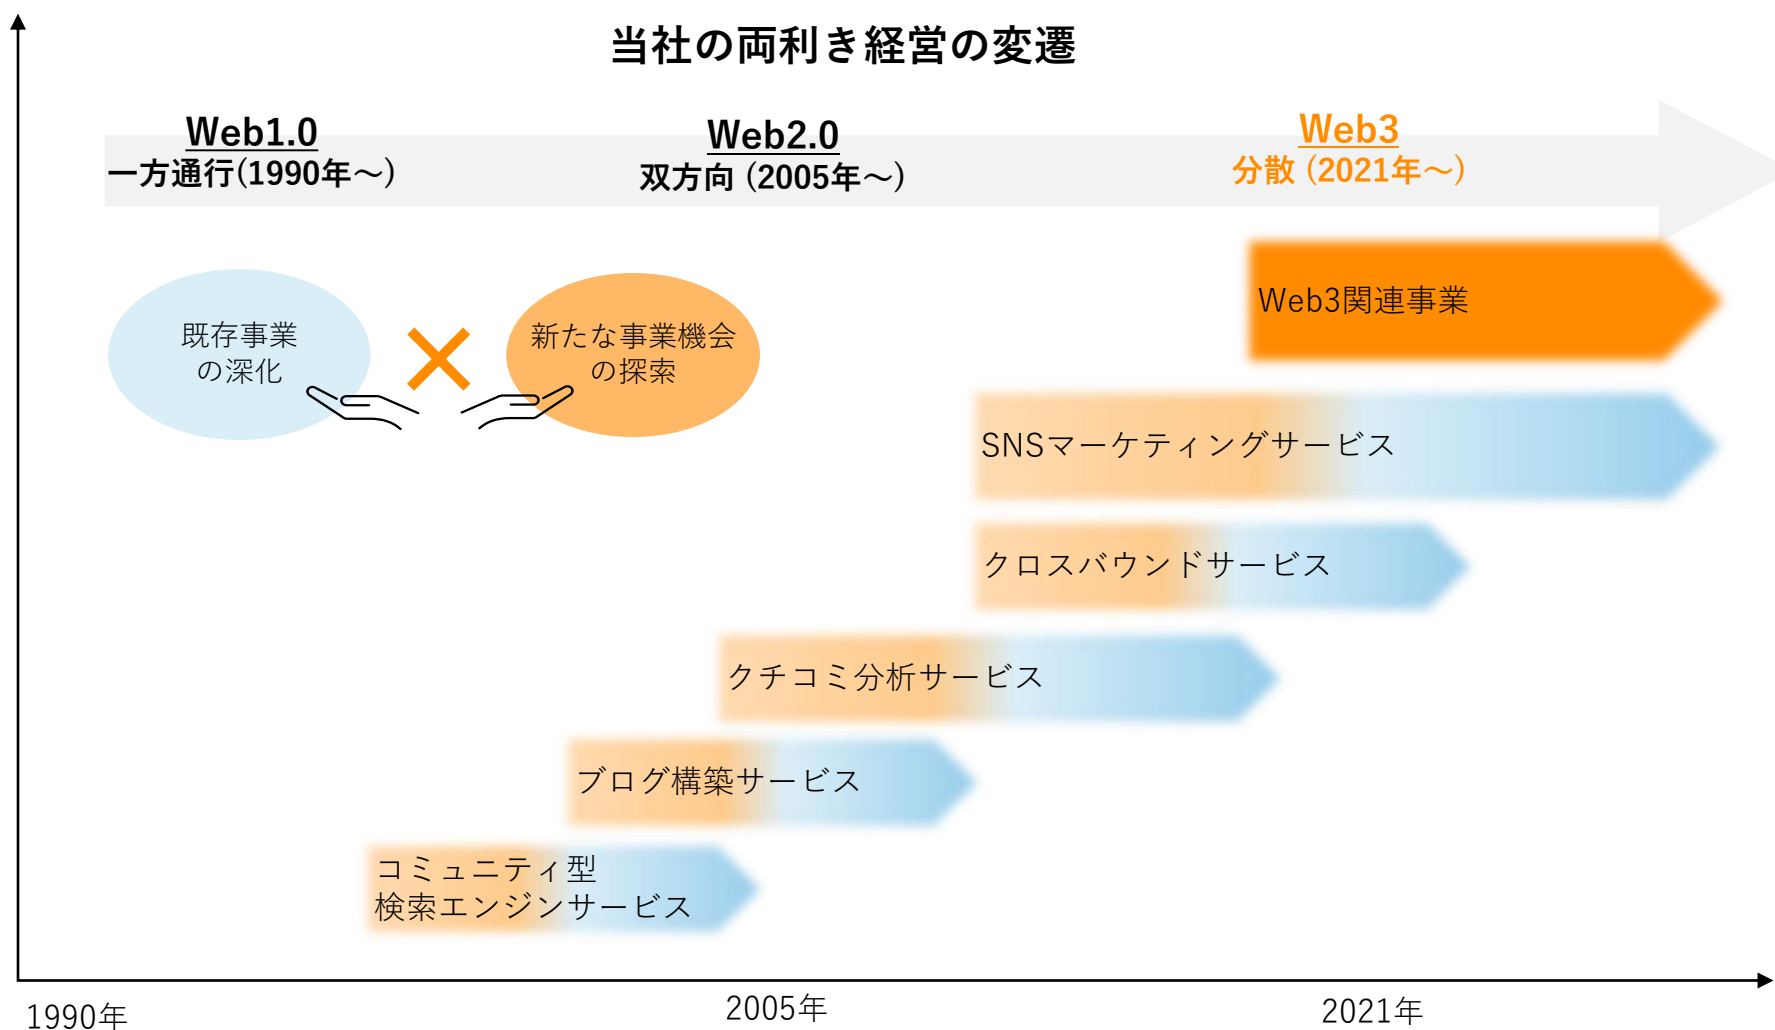 当社の両利き経営の変遷
Web1.0
一方通行(1990年～)
Web2.0
双方向 (2005年～)
Web3
分散 (2021年～)
既存事業
の深化
新たな事業機会
の探索
Web3関連事業
SNSマーケティングサービス
クロスバウンドサービス
クチコミ分析サービス
ブログ構築サービス
コミュニティ型
検索エンジンサービス
1990年
2005年
2021年